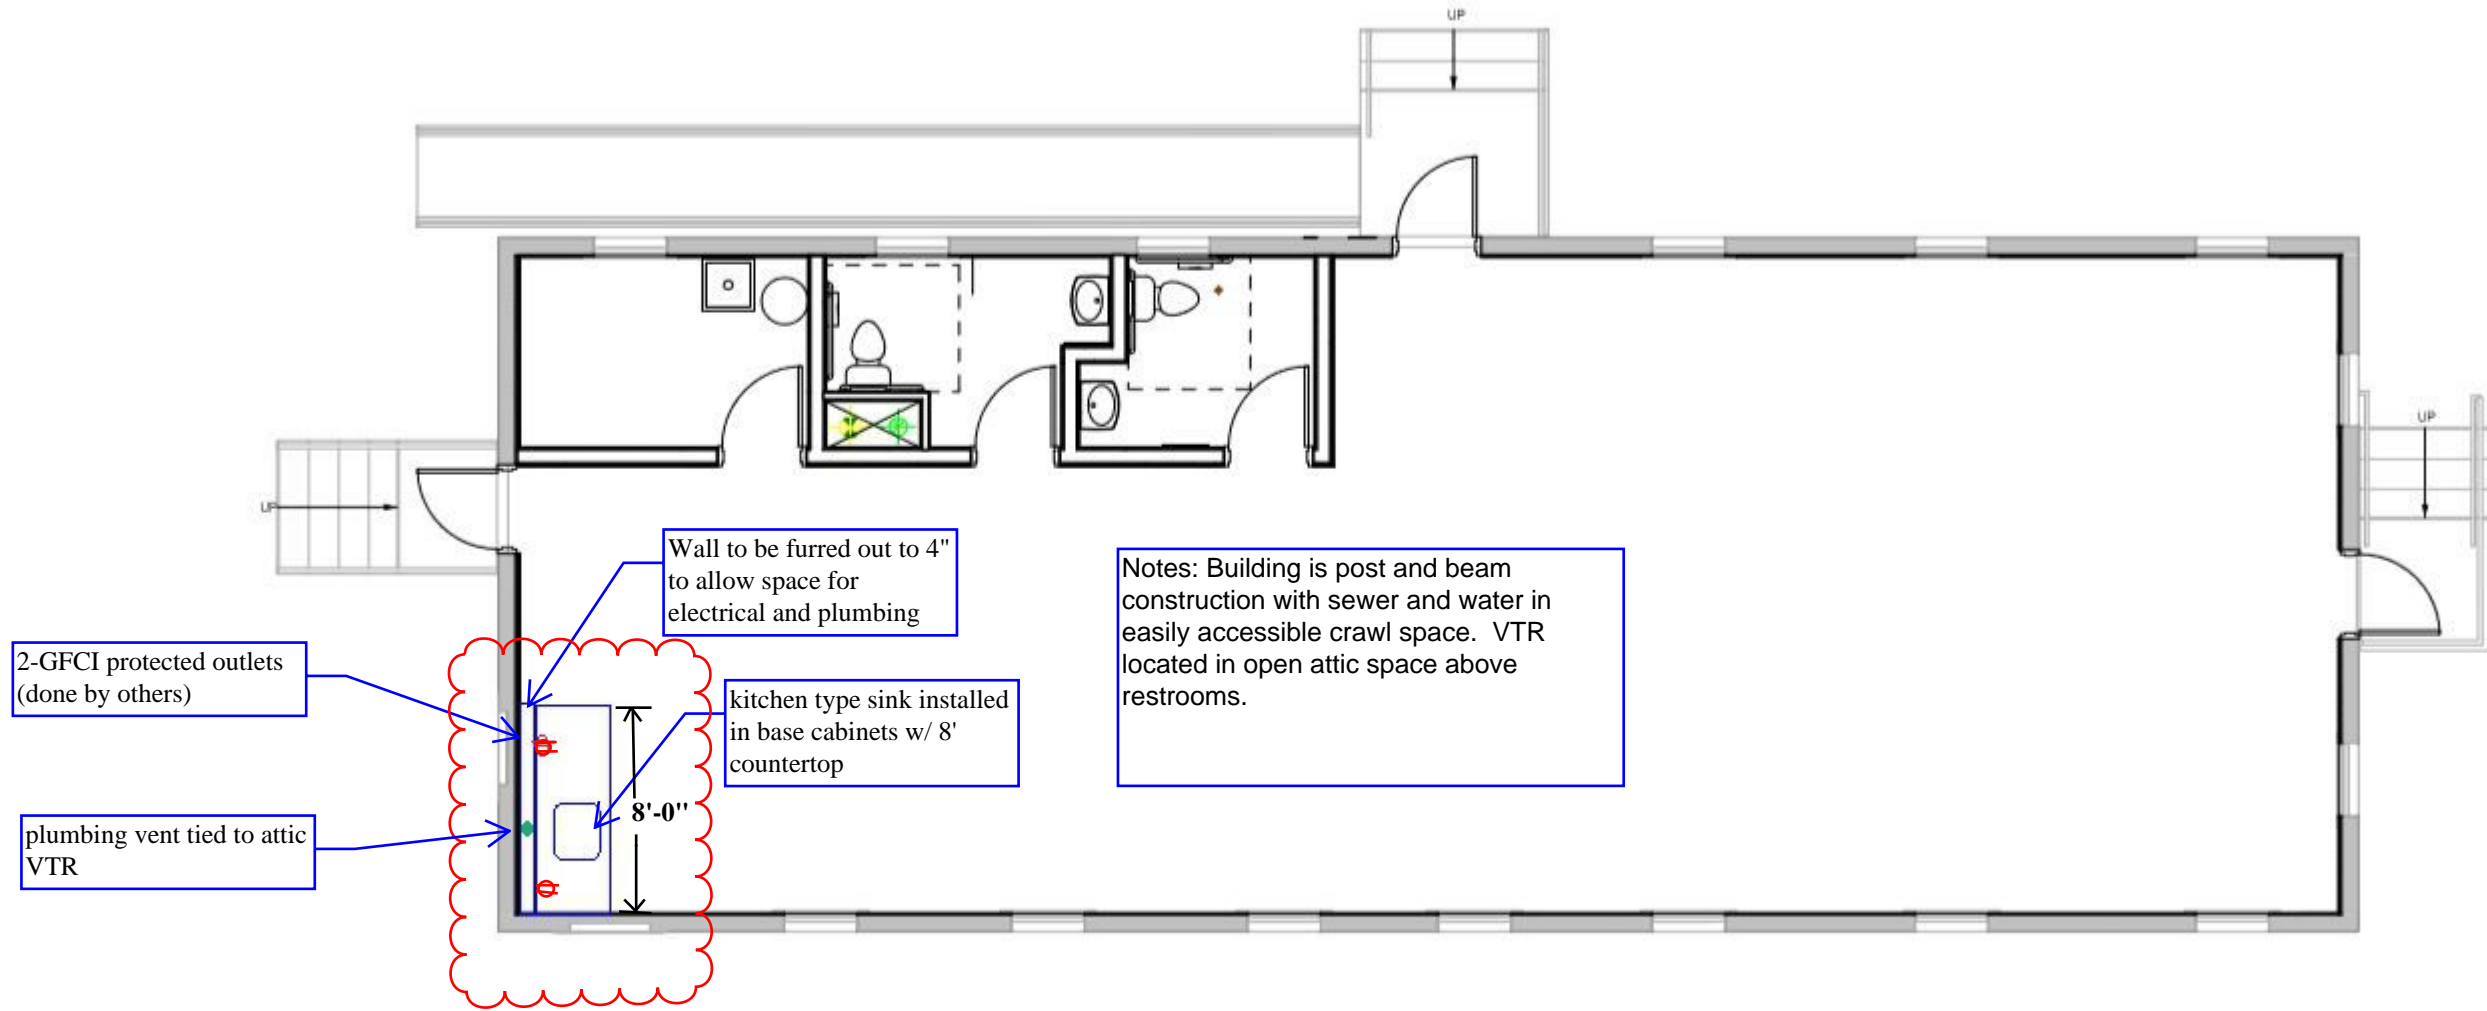 UP
UP
UP
Wall to be furred out to 4"
to allow space for
electrical and plumbing
Notes: Building is post and beam
construction with sewer and water in
easily accessible crawl space.  VTR
located in open attic space above
restrooms.
2-GFCI protected outlets
(done by others)
kitchen type sink installed
in base cabinets w/ 8'
countertop
8'-0"
plumbing vent tied to attic
VTR